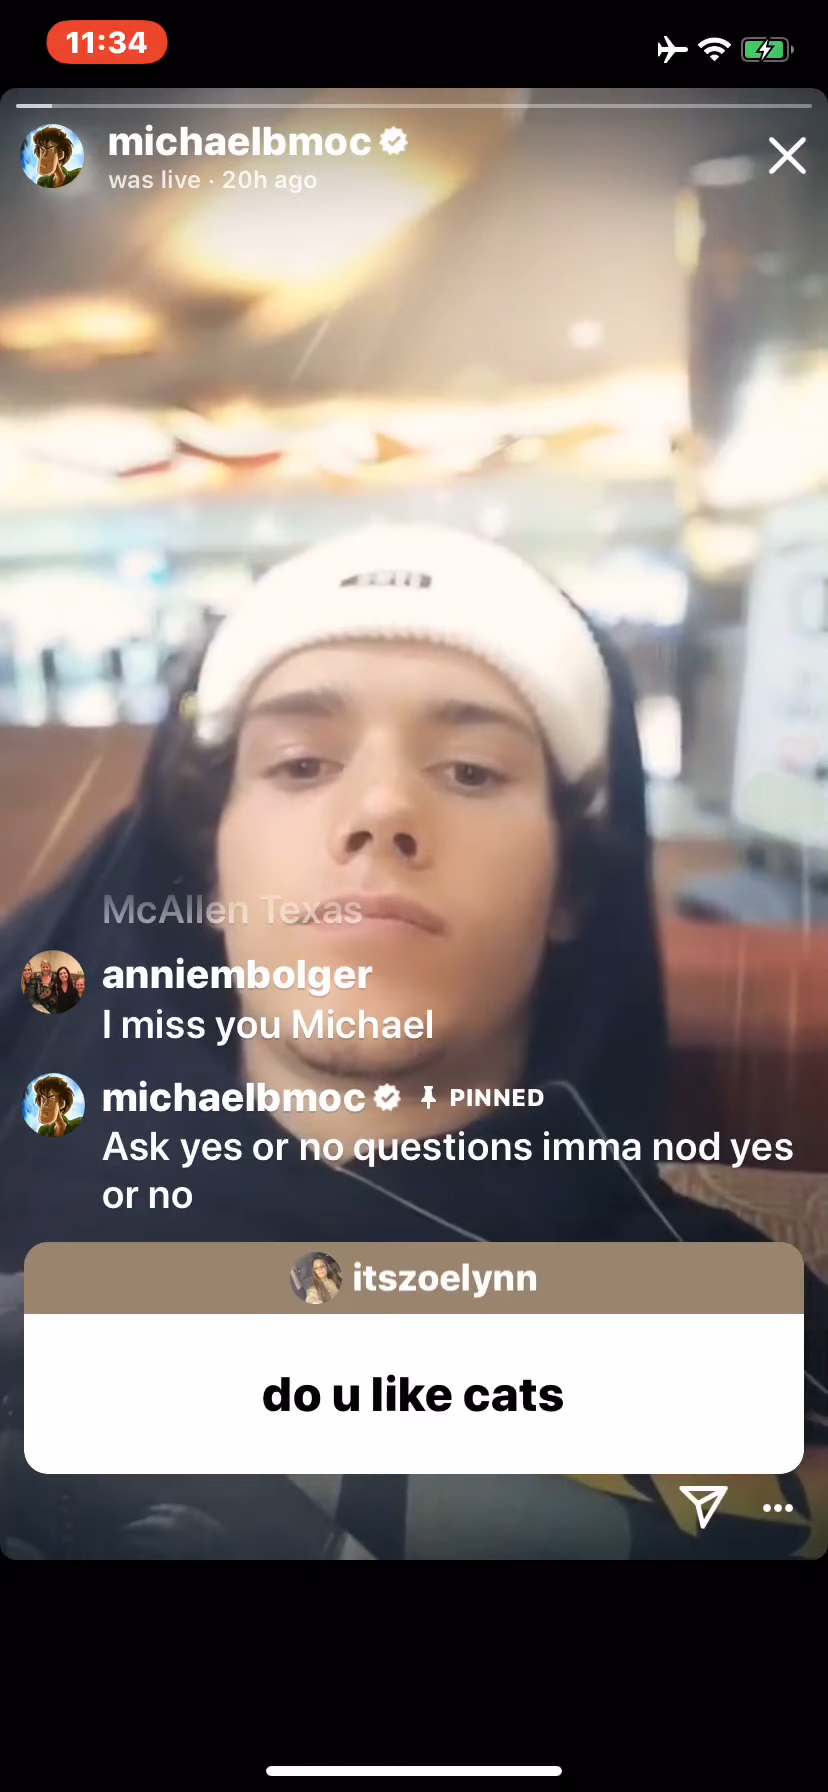 11:34
michaelbmoc
was live · 20h ago
McAllen Texas
anniembolger
I miss you Michael
michaelbmoc PINNED
Ask yes or no questions imma nod yes
or no
itszoelynn
do u like cats